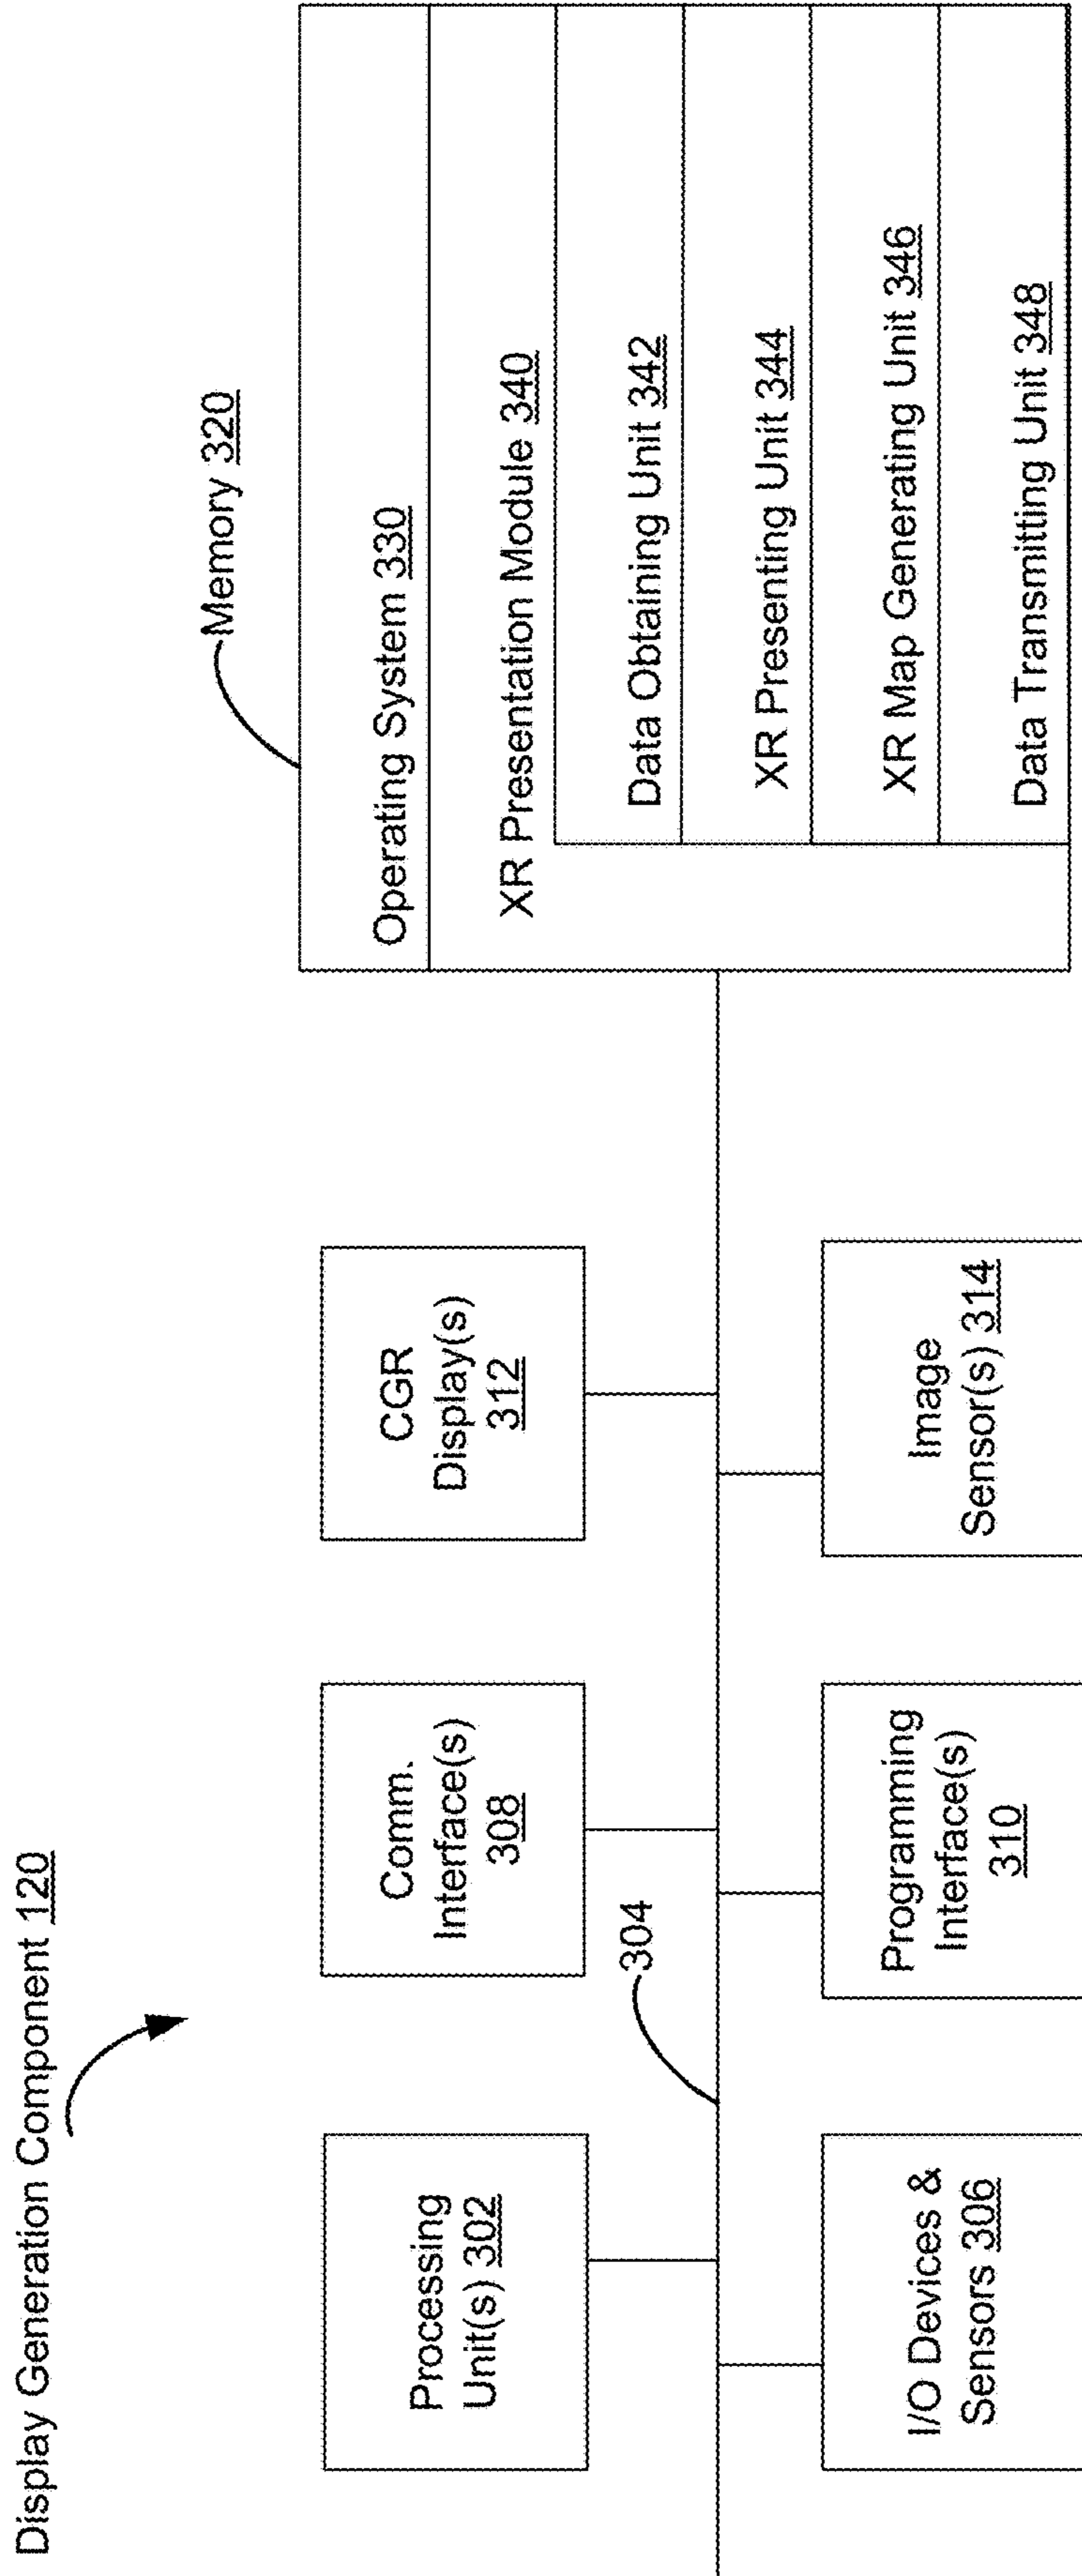 Display Generation Component 120
Memory 320
Processing
Unit(s) 302
Comm.
Interface(s)
308
CGR
Display(s)
312
Operating System 330
XR Presentation Module 340
Data Obtaining Unit 342
XR Presenting Unit 344
XR Map Generating Unit 346
Data Transmitting Unit 348
304
I/O Devices &
Sensors 306
Programming
Interface(s)
310
Image
Sensor(s) 314